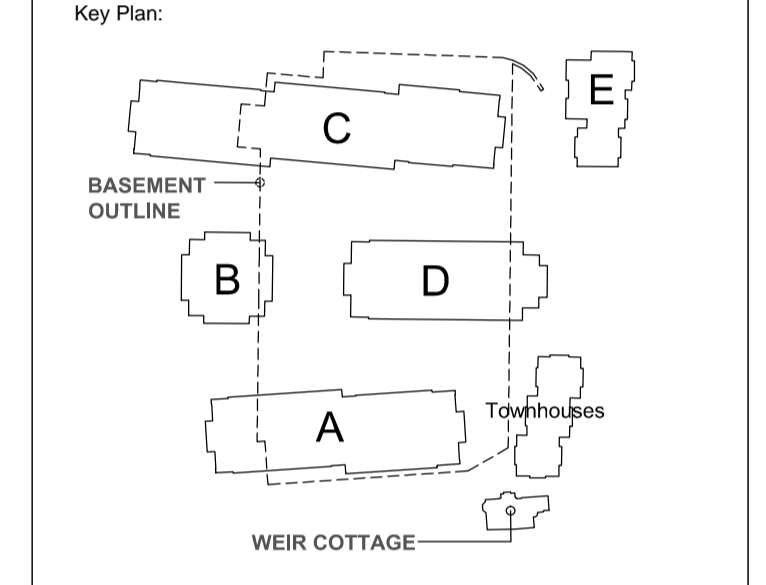 Key Plan:
E
C
BASEMENT
OUTLINE
B
D
A
Townhouses
WEIR COTTAGE